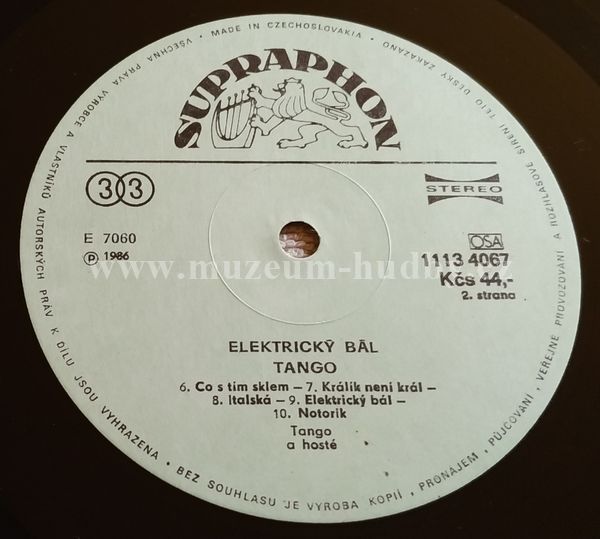 VŠECHNA PRÁVA VÝROBCE A VLASTNÍKŮ AUTORSKÝCH PRÁV K DÍLU JSOU VYHRAZENA • BEZ SOUHLASU JE VÝROBA KOPIÍ, PRONÁJEM, PŮJČOVÁNÍ, VEŘEJNÉ PROVOZOVÁNÍ A ROZHLASOVÉ ŠÍŘENÍ TÉTO DESKY ZAKÁZÁNO • MADE IN CZECHOSLOVAKIA •
SUPRAPHON
33
STEREO
E 7060
Ⓟ 1986
OSA
1113 4067
Kčs 44,-
2. strana
www.muzeum-hudby.cz
ELEKTRICKÝ BÁL
TANGO
6. Co s tím sklem – 7. Králík není král –
8. Italská – 9. Elektrický bál –
10. Notorik
Tango
a hosté